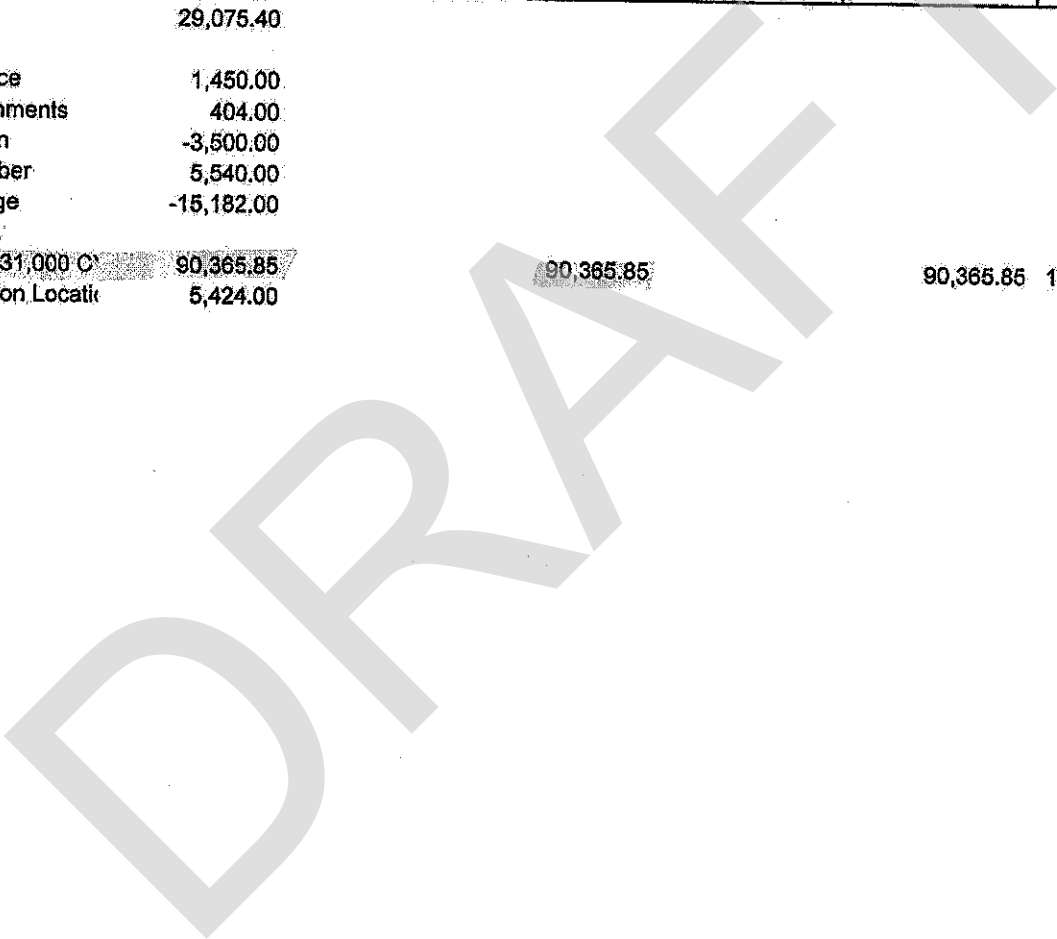 29,075.40
ce 1,450.00
nments 404.00
n -3,500.00
ber 5,540.00
ge -15,182.00
31,000 C 90,365.85 90,365.85 90,365.85 1
on Locati 5,424.00
DRAFT